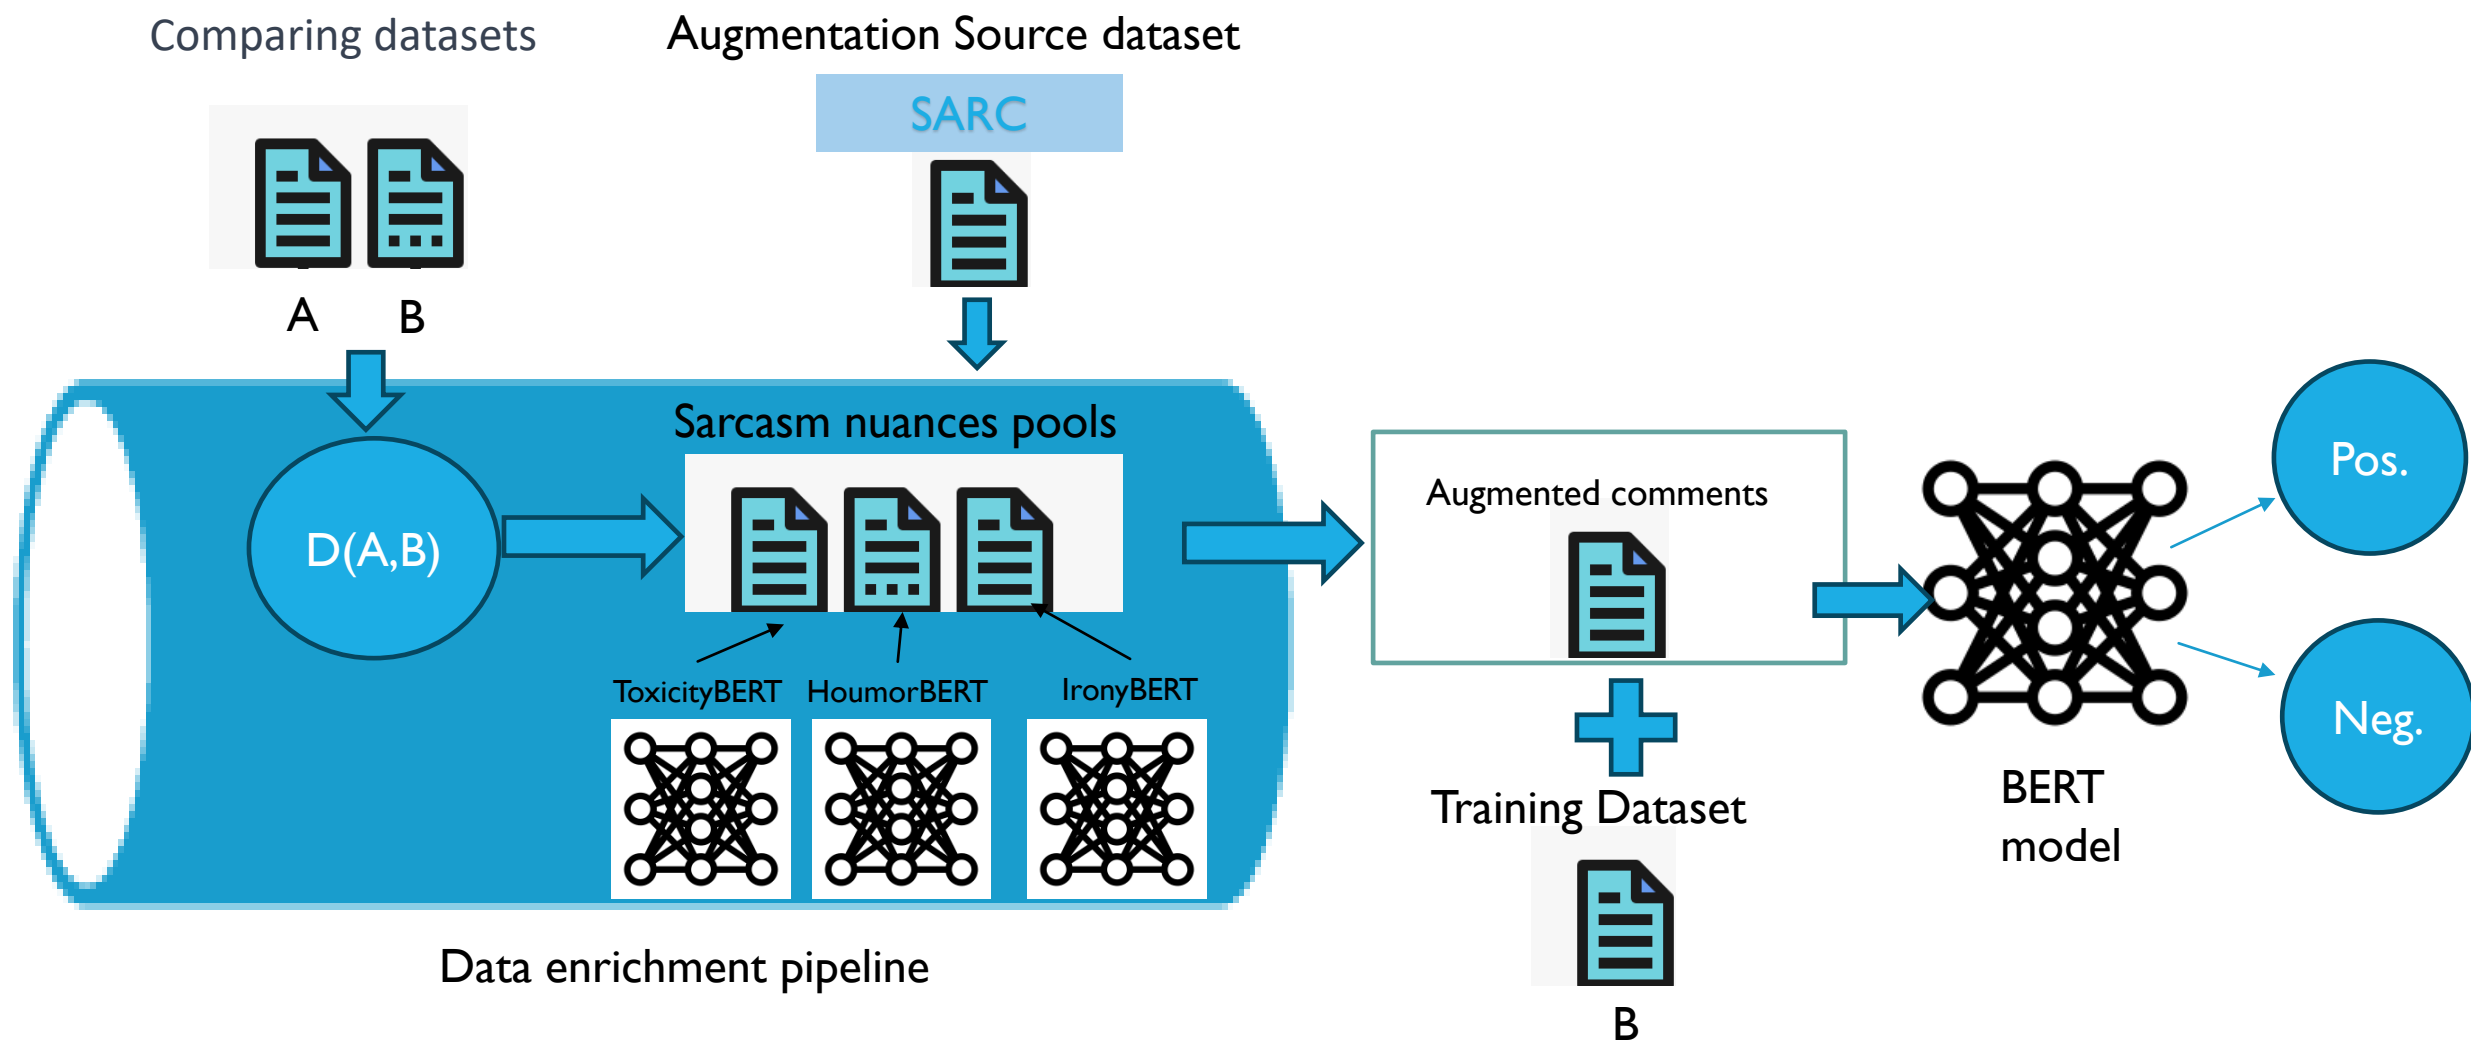 Comparing datasets
Augmentation Source dataset
SARC
A
B
Sarcasm nuances pools
D(A,B)
ToxicityBERT
HoumorBERT
IronyBERT
Data enrichment pipeline
Augmented comments
Training Dataset
B
BERT
model
Pos.
Neg.